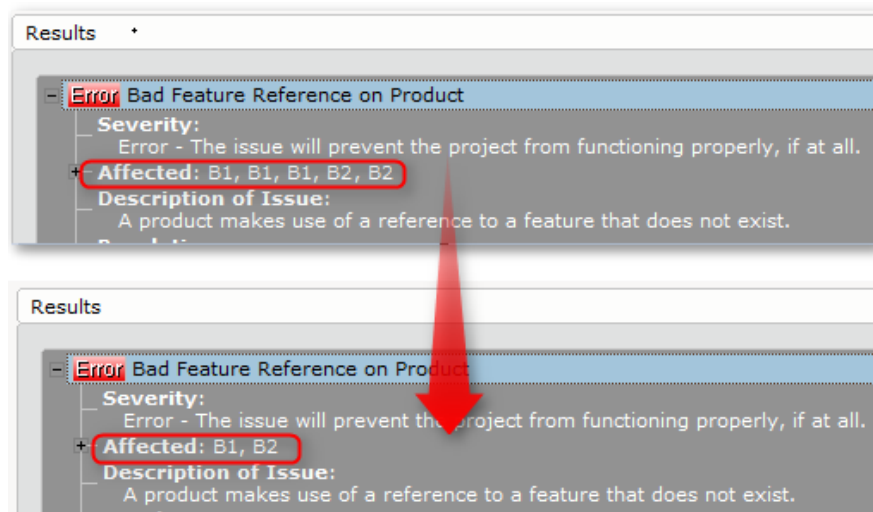 Results
Error Bad Feature Reference on Product
Severity:
Error - The issue will prevent the project from functioning properly, if at all.
Affected: B1, B1, B1, B2, B2
Description of Issue:
A product makes use of a reference to a feature that does not exist.
Results
Error Bad Feature Reference on Product
Severity:
Error - The issue will prevent the project from functioning properly, if at all.
Affected: B1, B2
Description of Issue:
A product makes use of a reference to a feature that does not exist.